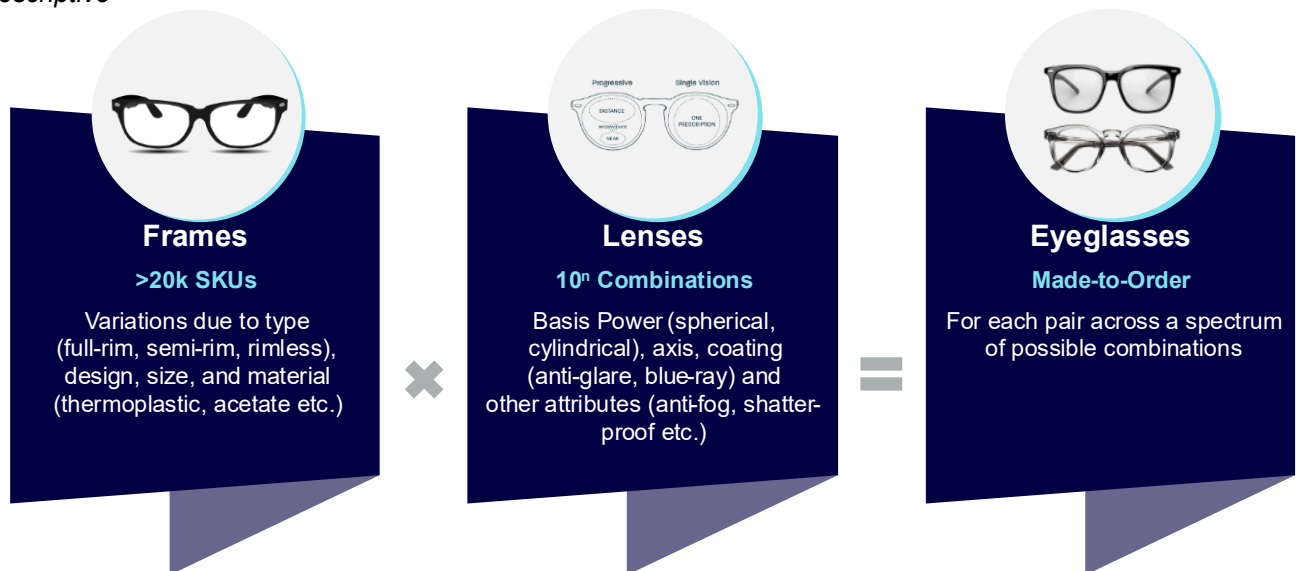 Frames
>20k SKUs
Variations due to type
(full-rim, semi-rim, rimless),
design, size, and material
(thermoplastic, acetate etc.)
Progressive
Single Vision
DISTANCE
INTERMEDIATE
NEAR
ONE
PRESCRIPTION
Lenses
10ⁿ Combinations
Basis Power (spherical,
cylindrical), axis, coating
(anti-glare, blue-ray) and
other attributes (anti-fog, shatter-
proof etc.)
Eyeglasses
Made-to-Order
For each pair across a spectrum
of possible combinations